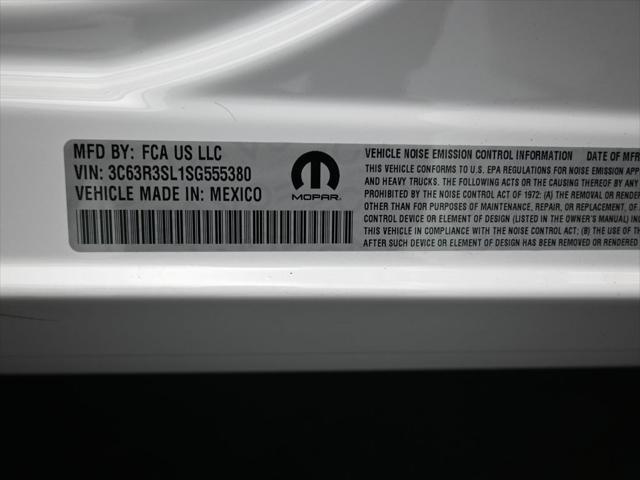 MFD BY: FCA US LLC
VIN: 3C63R3SL1SG555380
VEHICLE MADE IN: MEXICO
MOPAR
VEHICLE NOISE EMISSION CONTROL INFORMATION DATE OF MFR
THIS VEHICLE CONFORMS TO U.S. EPA REGULATIONS FOR NOISE EMISSION
AND HEAVY TRUCKS. THE FOLLOWING ACTS OR THE CAUSING THEREOF BY ANY
PROHIBITED BY THE NOISE CONTROL ACT OF 1972: (A) THE REMOVAL OR
OTHER THAN FOR PURPOSES OF MAINTENANCE, REPAIR, OR REPLACEMENT, OF
CONTROL DEVICE OR ELEMENT OF DESIGN (LISTED IN THE OWNER'S MANUAL)
THIS VEHICLE IN COMPLIANCE WITH THE NOISE CONTROL ACT; (B) THE USE OF
AFTER SUCH DEVICE OR ELEMENT OF DESIGN HAS BEEN REMOVED OR RENDERED